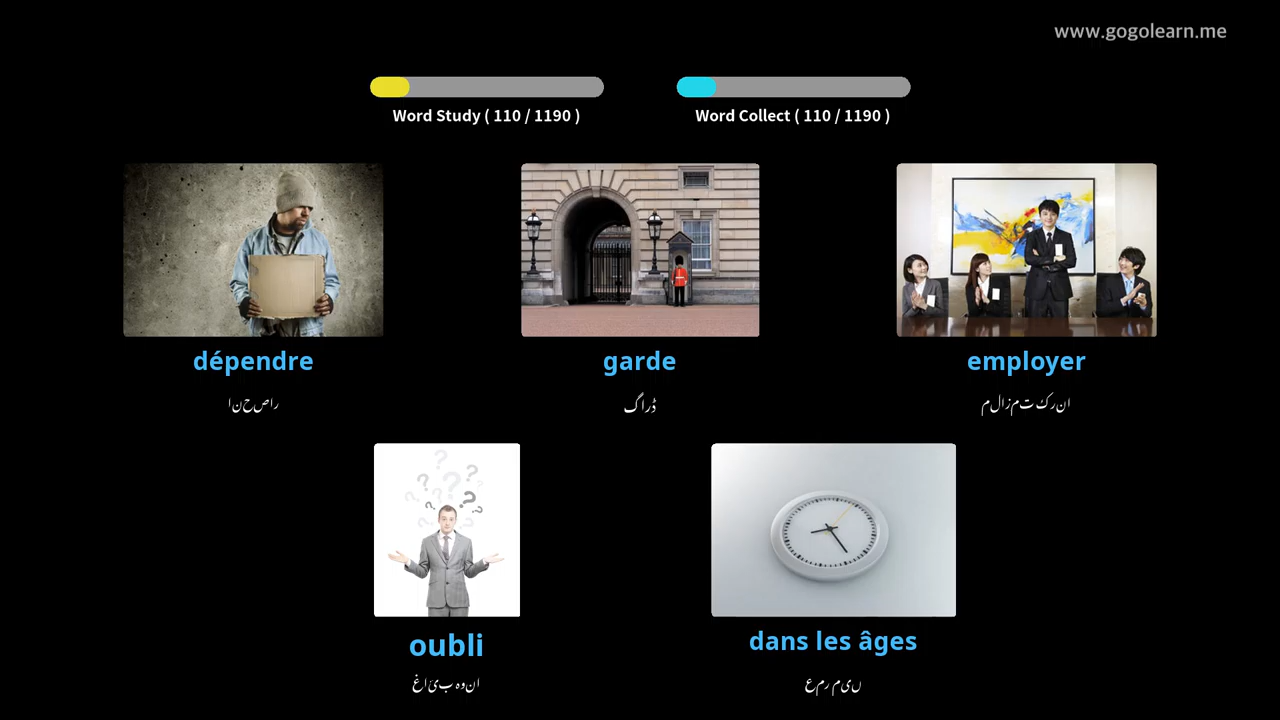 www.gogolearn.me
Word Study ( 110 / 1190 )
Word Collect ( 110 / 1190 )
dépendre
garde
employer
انحصار
گارڈ
ملازمت کرنا
oubli
dans les âges
غائب ہونا
عمر میں